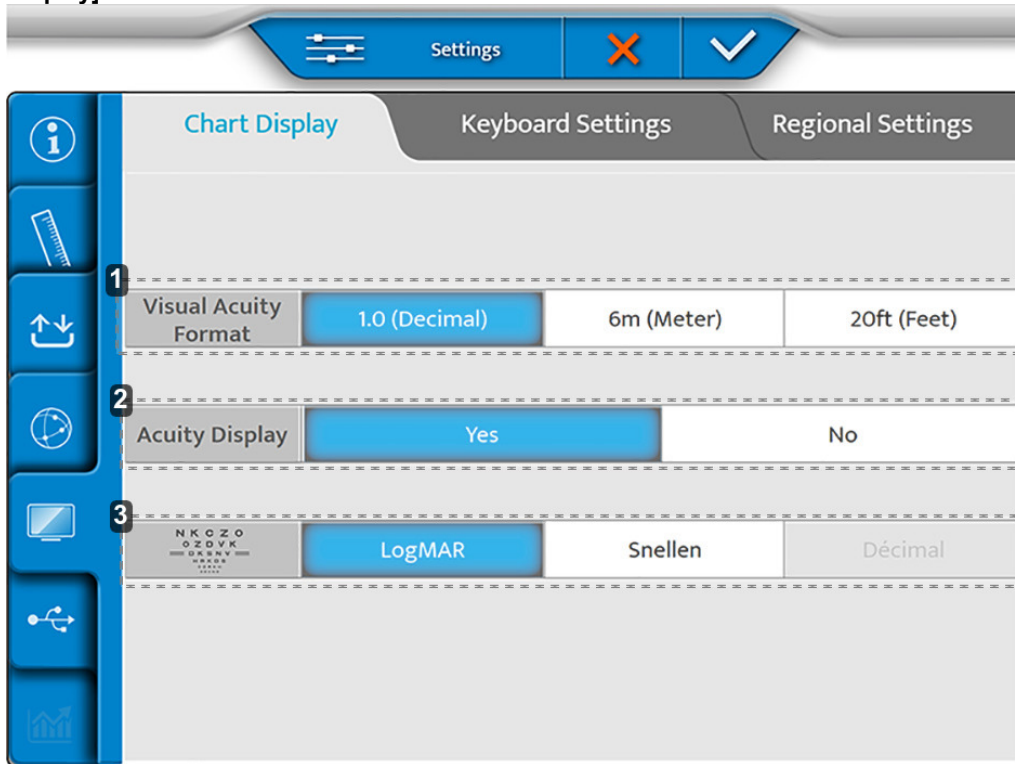 Settings
Chart Display Keyboard Settings Regional Settings
1
Visual Acuity
Format
1.0 (Decimal) 6m (Meter) 20ft (Feet)
2
Acuity Display Yes No
3
N K C Z O
O Z D V K
D K S N V
LogMAR Snellen Décimal